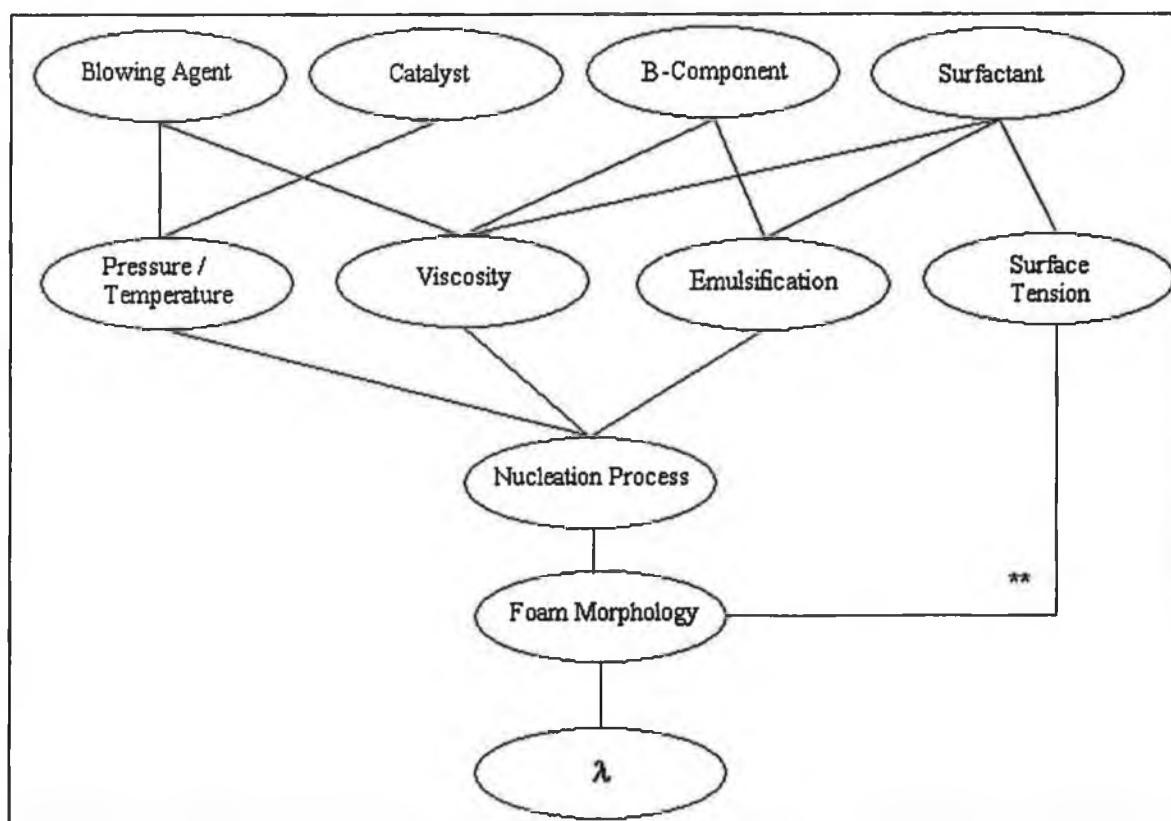 Blowing Agent
Catalyst
B-Component
Surfactant
Pressure /
Temperature
Viscosity
Emulsification
Surface
Tension
Nucleation Process
**
Foam Morphology
λ